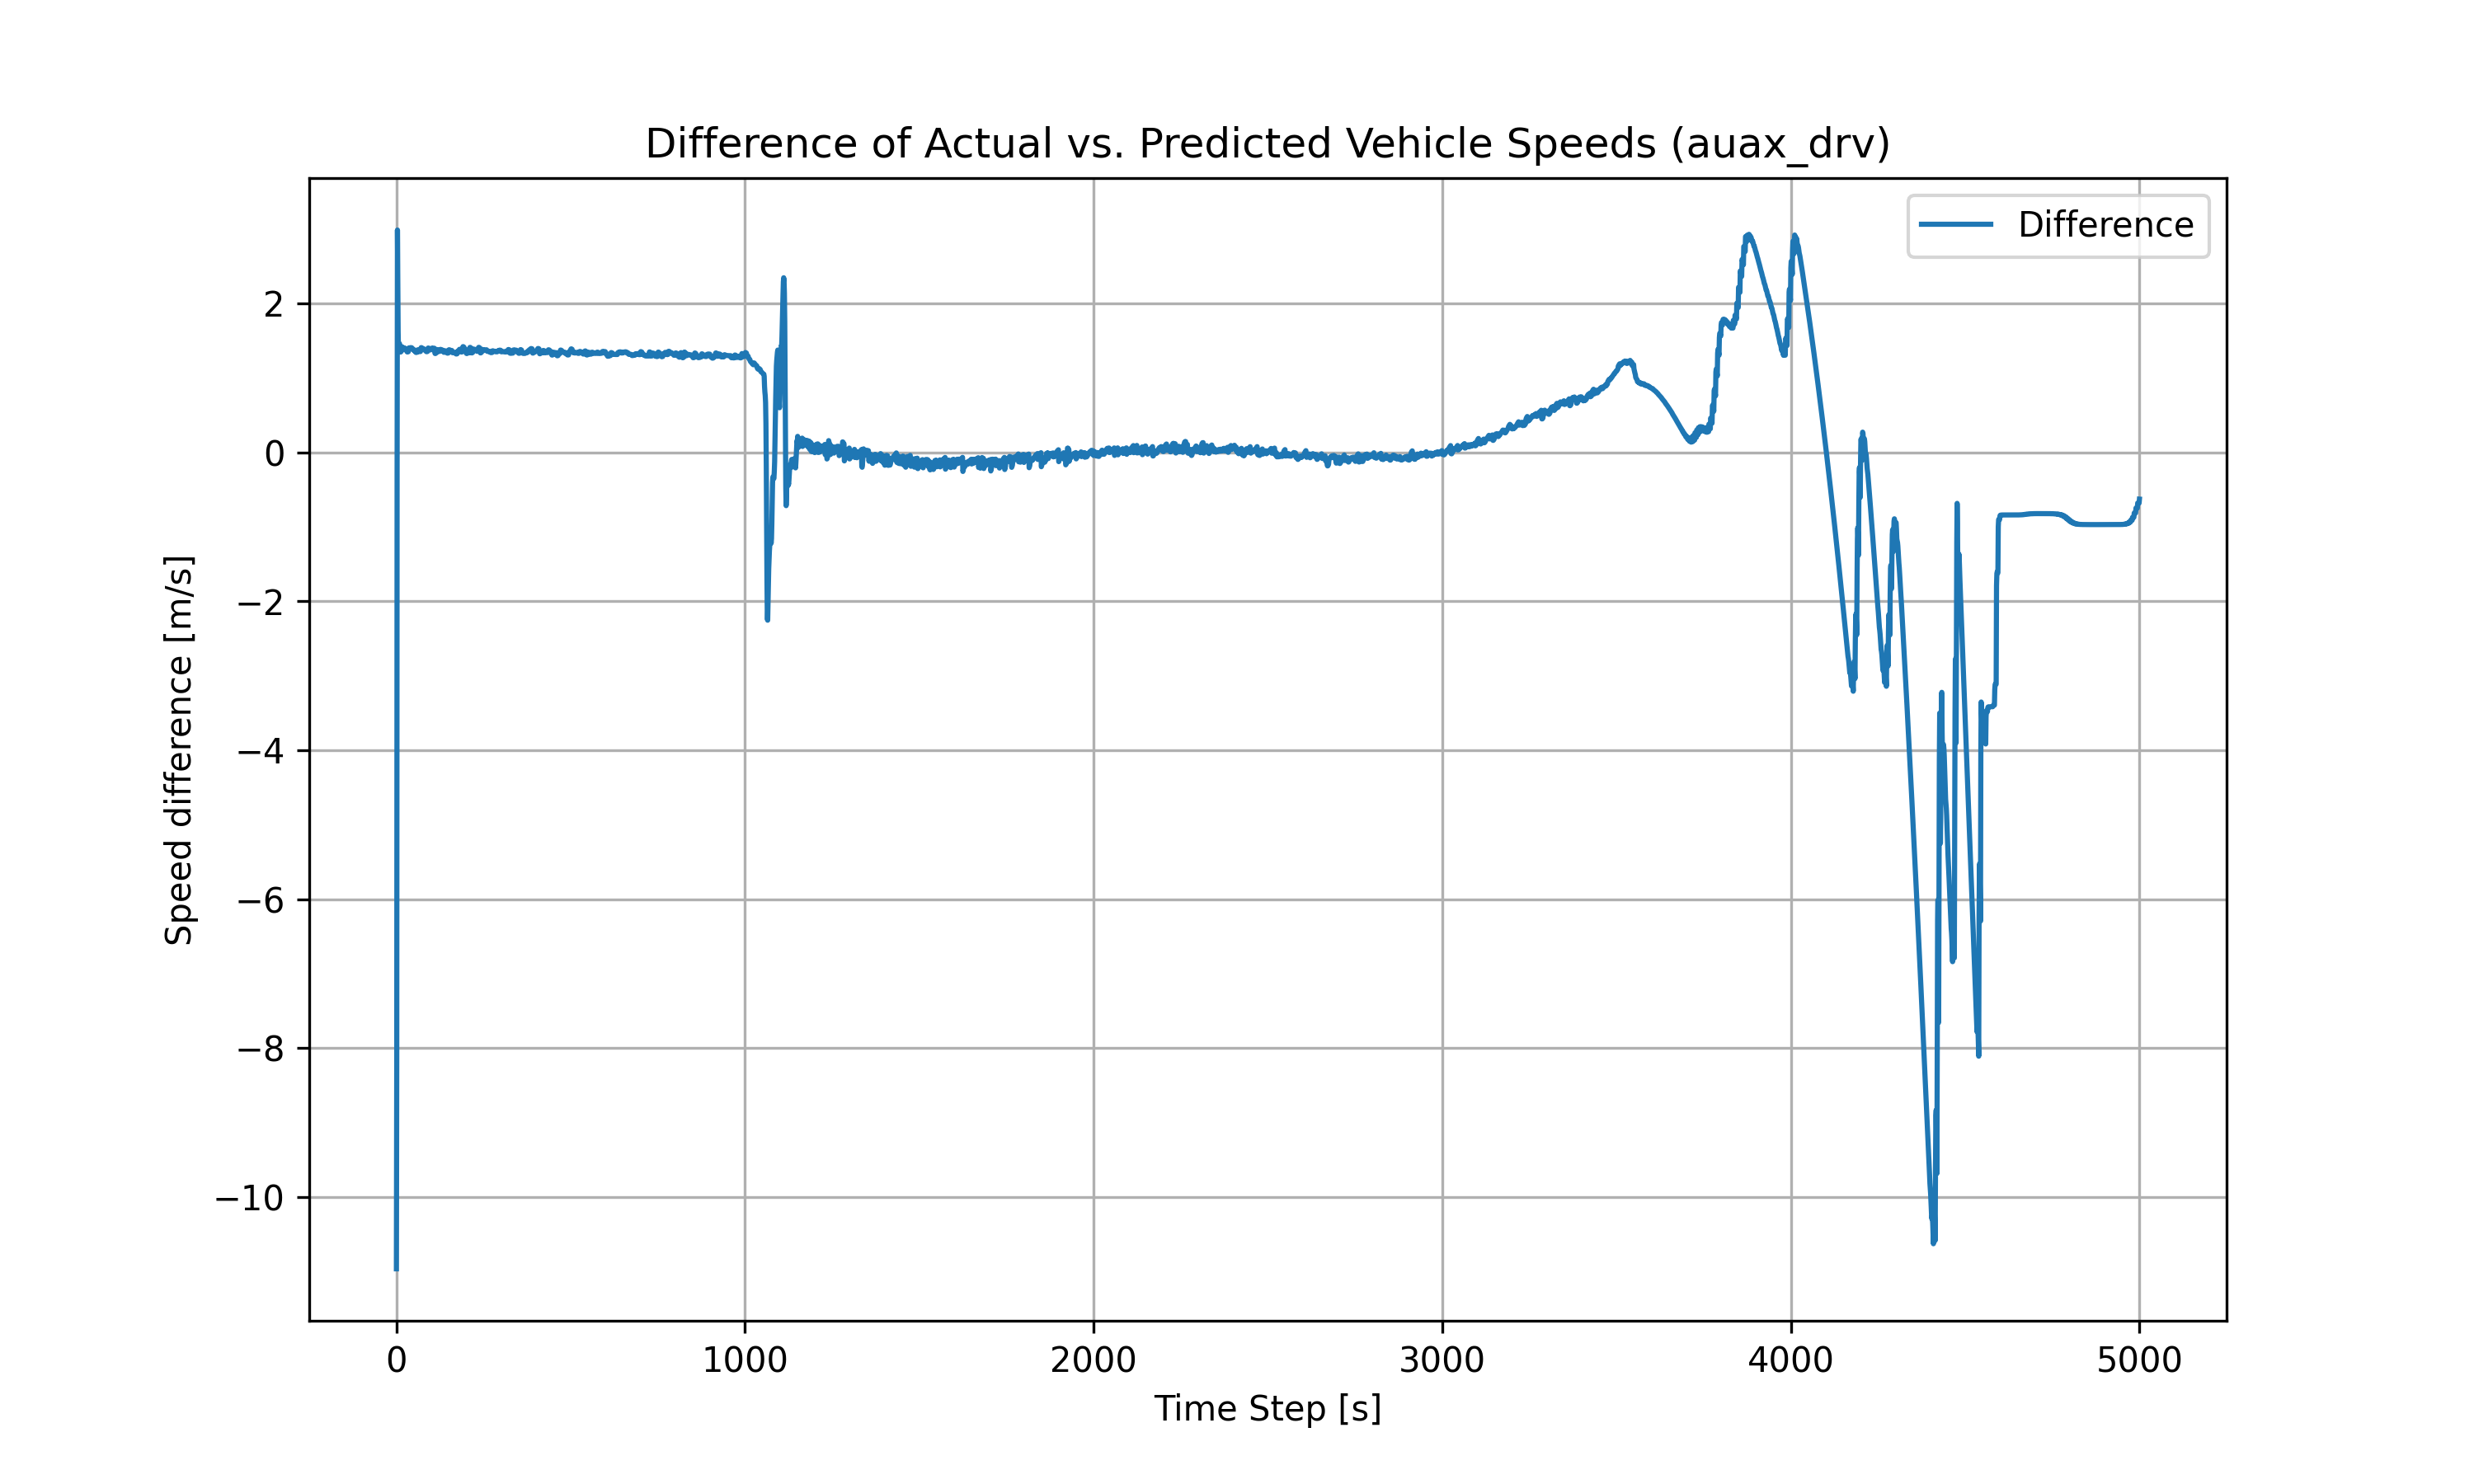 Difference of Actual vs. Predicted Vehicle Speeds (auax_drv)
Difference
2
0
−2
−4
−6
−8
−10
Speed difference [m/s]
0 1000 2000 3000 4000 5000
Time Step [s]